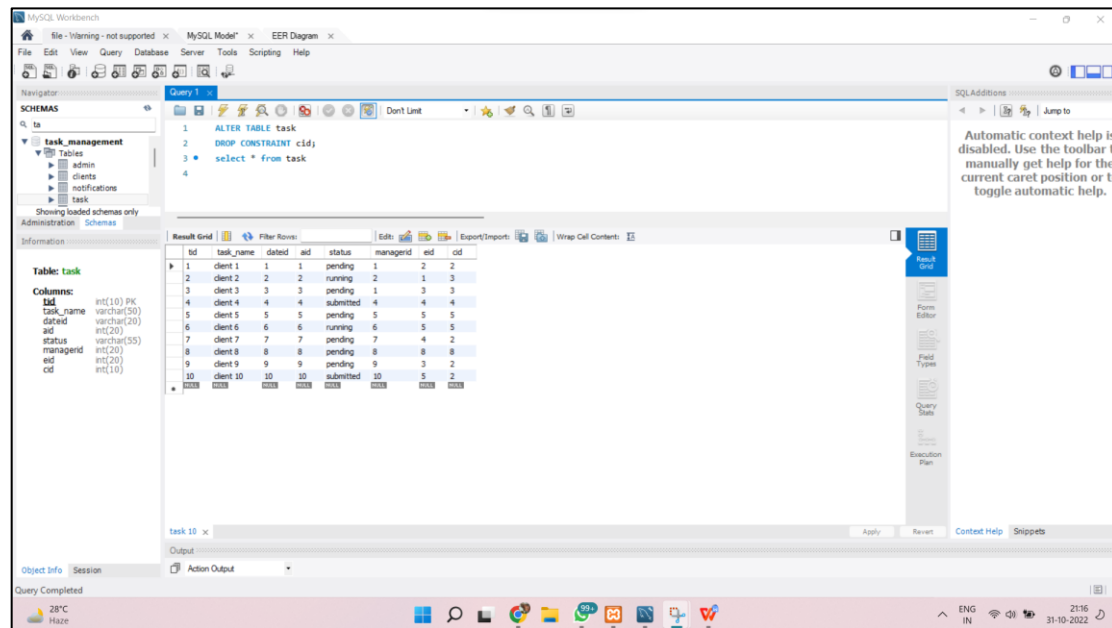 MySQL Workbench
file - Warning - not supported × MySQL Model* × EER Diagram ×
File Edit View Query Database Server Tools Scripting Help
Navigator
SCHEMAS
ta
task_management
Tables
admin
clients
notifications
task
Showing loaded schemas only
Administration Schemas
Information
Table: task
Columns:
tid int(10) PK
task_name varchar(50)
dateid varchar(20)
aid int(20)
status varchar(55)
managerid int(20)
eid int(20)
cid int(10)
Object Info Session
Query 1 ×
Don't Limit
1 ALTER TABLE task
2 DROP CONSTRAINT cid;
3 select * from task
4
Result Grid Filter Rows: Edit: Export/Import: Wrap Cell Content:
tid task_name dateid aid status managerid eid cid
1 client 1 1 1 pending 1 2 2
2 client 2 2 2 running 2 1 3
3 client 3 3 3 pending 1 3 3
4 client 4 4 4 submitted 4 4 4
5 client 5 5 5 pending 5 5 5
6 client 6 6 6 running 6 5 5
7 client 7 7 7 pending 7 4 2
8 client 8 8 8 pending 8 8 8
9 client 9 9 9 pending 9 3 2
10 client 10 10 10 submitted 10 5 2
NULL NULL NULL NULL NULL NULL NULL NULL
Result
Grid
Form
Editor
Field
Types
Query
Stats
Execution
Plan
task 10 ×
Apply Revert
Output
Action Output
SQLAdditions
Jump to
Automatic context help is
disabled. Use the toolbar t
manually get help for the
current caret position or t
toggle automatic help.
Context Help Snippets
Query Completed
28°C
Haze
99+
ENG
IN
21:16
31-10-2022